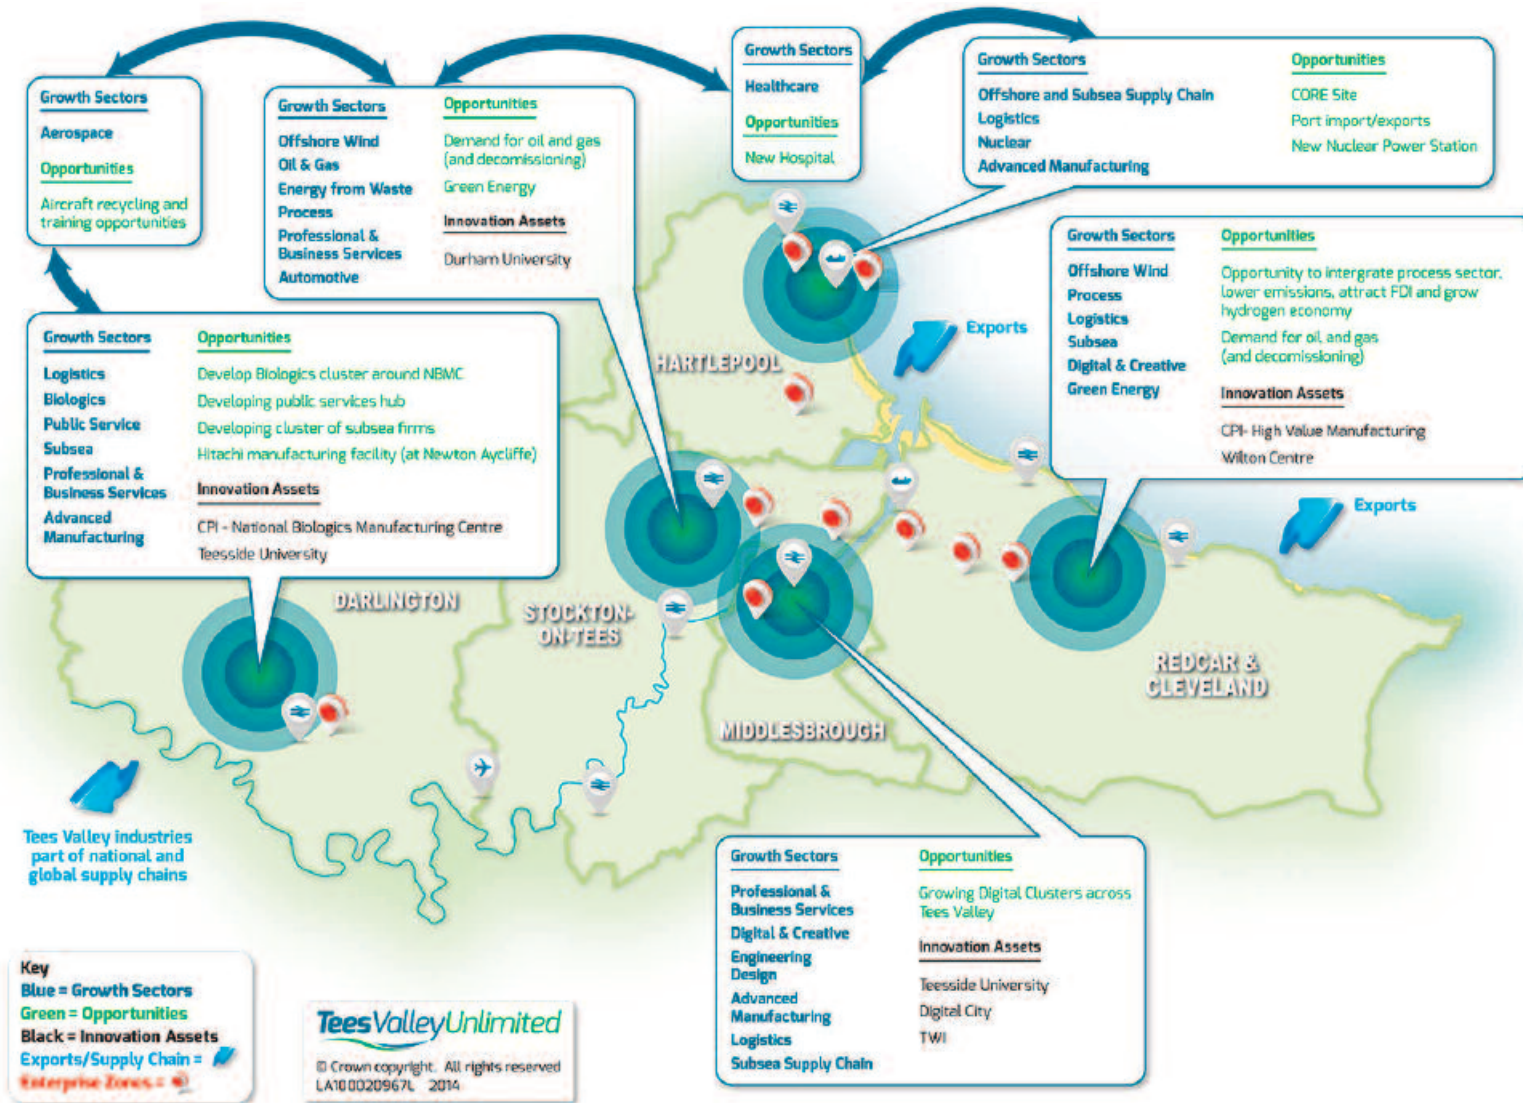 Growth Sectors
Aerospace
Opportunities
Aircraft recycling and
training opportunities
Growth Sectors
Offshore Wind
Oil & Gas
Energy from Waste
Process
Professional &
Business Services
Automotive
Opportunities
Demand for oil and gas
(and decomissioning)
Green Energy
Innovation Assets
Durham University
Growth Sectors
Healthcare
Opportunities
New Hospital
Growth Sectors
Offshore and Subsea Supply Chain
Logistics
Nuclear
Advanced Manufacturing
Opportunities
CORE Site
Port import/exports
New Nuclear Power Station
Growth Sectors
Offshore Wind
Process
Logistics
Subsea
Digital & Creative
Green Energy
Opportunities
Opportunity to intergrate process sector,
lower emissions, attract FDI and grow
hydrogen economy
Demand for oil and gas
(and decomissioning)
Innovation Assets
CPI- High Value Manufacturing
Wilton Centre
Growth Sectors
Logistics
Biologics
Public Service
Subsea
Professional &
Business Services
Advanced
Manufacturing
Opportunities
Develop Biologics cluster around NBMC
Developing public services hub
Developing cluster of subsea firms
Hitachi manufacturing facility (at Newton Aycliffe)
Innovation Assets
CPI - National Biologics Manufacturing Centre
Teesside University
HARTLEPOOL
Exports
Exports
DARLINGTON
STOCKTON-
ON-TEES
REDCAR &
CLEVELAND
MIDDLESBROUGH
Tees Valley industries
part of national and
global supply chains
Growth Sectors
Professional &
Business Services
Digital & Creative
Engineering
Design
Advanced
Manufacturing
Logistics
Subsea Supply Chain
Opportunities
Growing Digital Clusters across
Tees Valley
Innovation Assets
Teesside University
Digital City
TWI
Key
Blue = Growth Sectors
Green = Opportunities
Black = Innovation Assets
Exports/Supply Chain =
Enterprise Zones =
TeesValleyUnlimited
© Crown copyright. All rights reserved
LA100020967L 2014